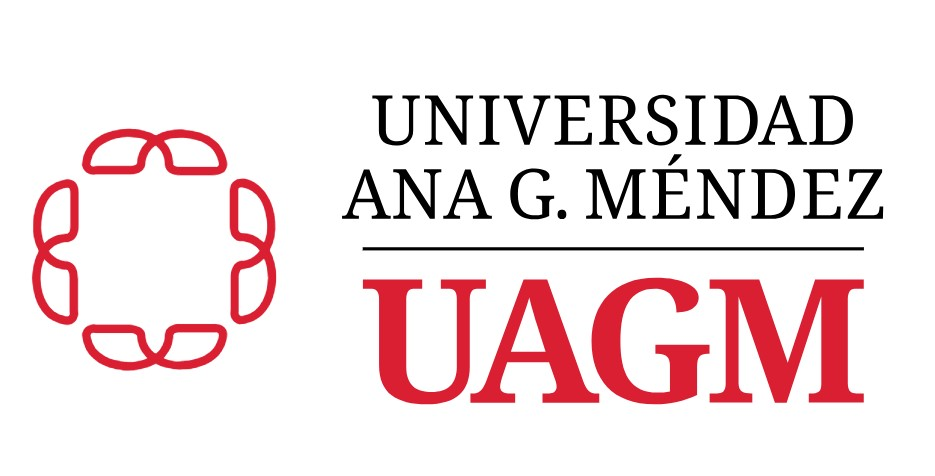 UNIVERSIDAD
ANA G. MÉNDEZ
UAGM